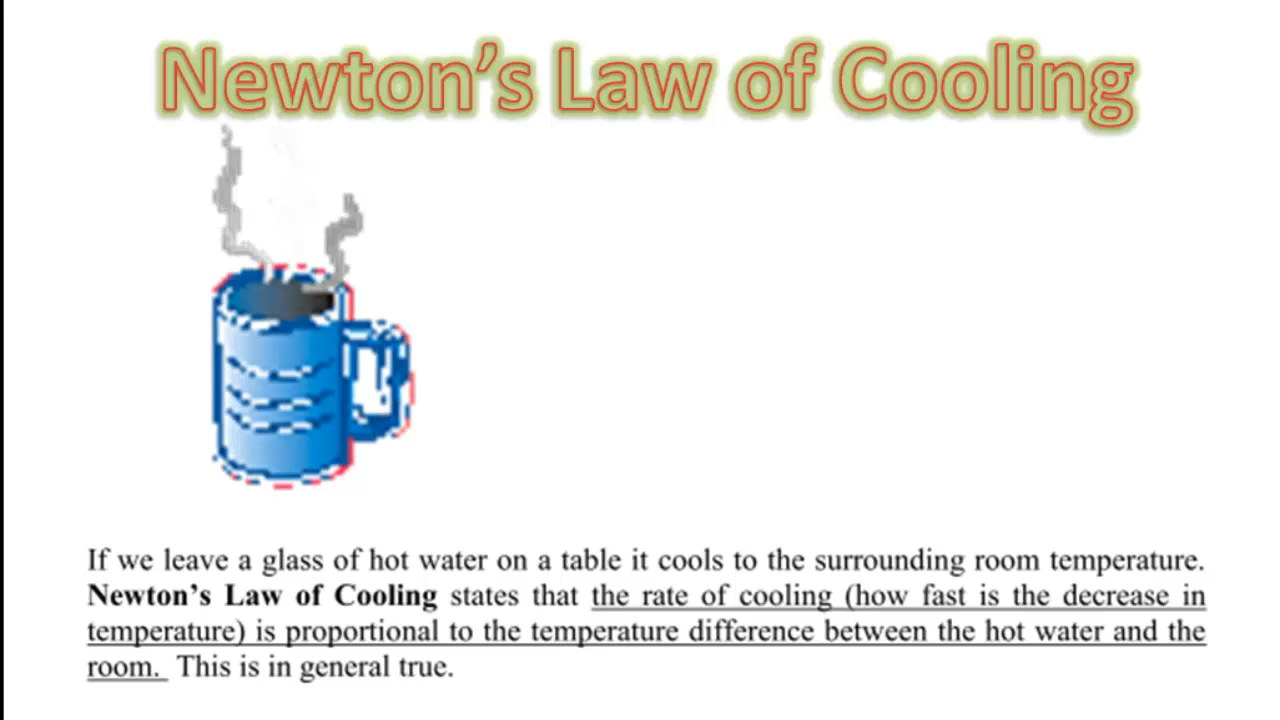 Newton’s Law of Cooling
If we leave a glass of hot water on a table it cools to the surrounding room temperature.
Newton’s Law of Cooling states that the rate of cooling (how fast is the decrease in
temperature) is proportional to the temperature difference between the hot water and the
room. This is in general true.